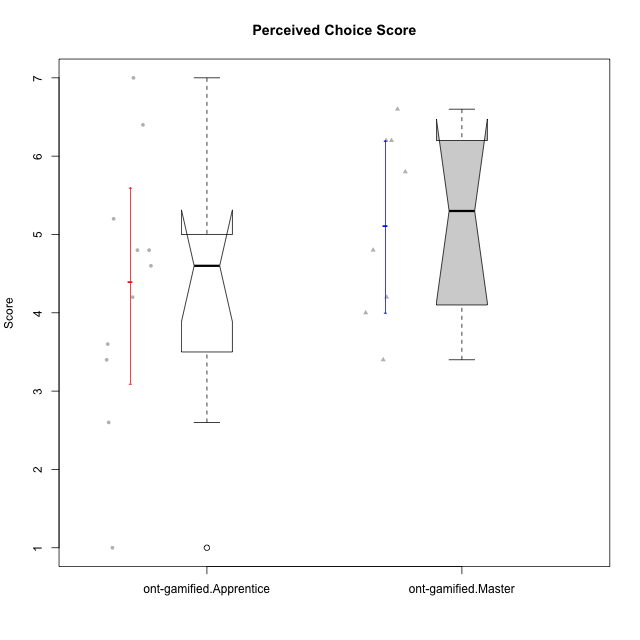 Perceived Choice Score
Score
7
6
5
4
3
2
1
ont-gamified.Apprentice
ont-gamified.Master